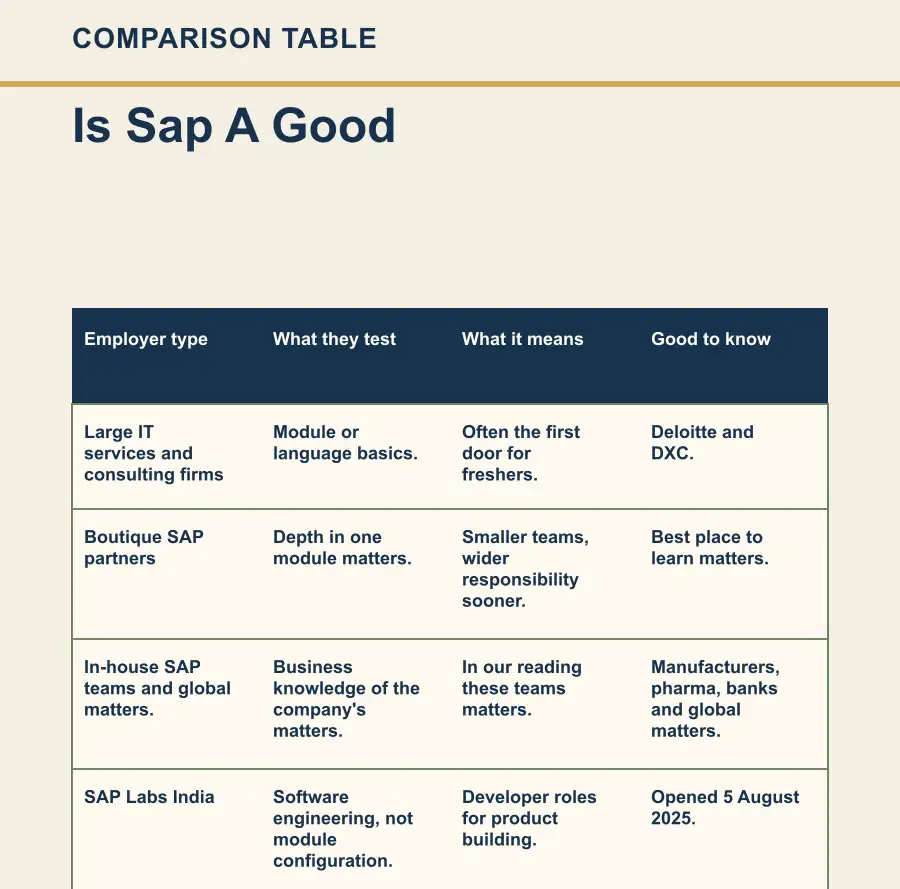 COMPARISON TABLE
Is Sap A Good
Employer type
What they test
What it means
Good to know
Large IT
services and
consulting firms
Module or
language basics.
Often the first
door for
freshers.
Deloitte and
DXC.
Boutique SAP
partners
Depth in one
module matters.
Smaller teams,
wider
responsibility
sooner.
Best place to
learn matters.
In-house SAP
teams and global
matters.
Business
knowledge of the
company's
matters.
In our reading
these teams
matters.
Manufacturers,
pharma, banks
and global
matters.
SAP Labs India
Software
engineering, not
module
configuration.
Developer roles
for product
building.
Opened 5 August
2025.